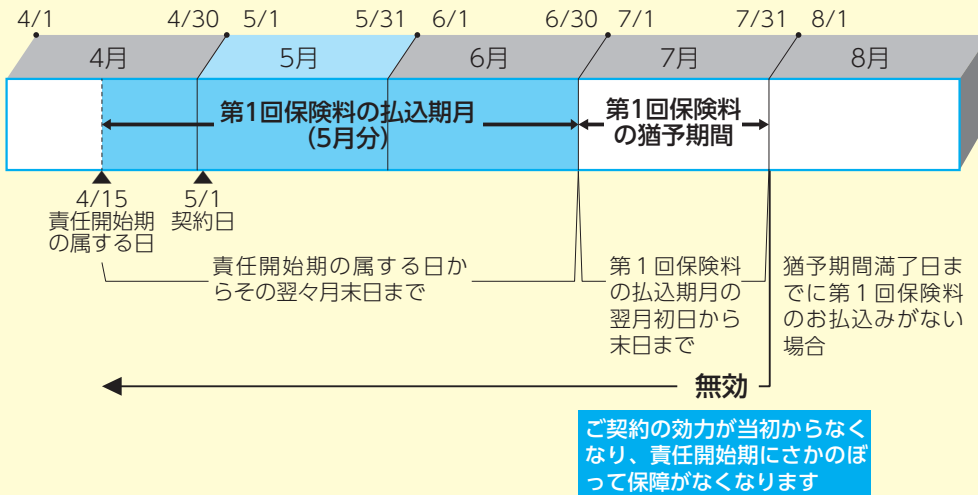 4/1 4/30 5/1 5/31 6/1 6/30 7/1 7/31 8/1
4月 5月 6月 7月 8月
第1回保険料の払込期月
(5月分)
第1回保険料
の猶予期間
4/15
責任開始期
の属する日
5/1
契約日
責任開始期の属する日か
らその翌々月末日まで
第1回保険料
の払込期月の
翌月初日から
末日まで
猶予期間満了日ま
でに第1回保険料
のお払込みがない
場合
無効
ご契約の効力が当初からなく
なり、責任開始期にさかのぼ
って保障がなくなります